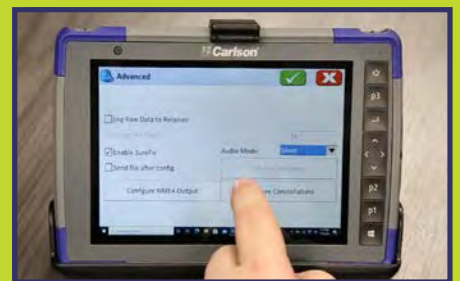 Carlson
Advanced
Log Raw Data to Receiver
Enable SureFix
Audio Mode:
Send file after config
Configure NMEA Output
Constellations
p3
p2
p1